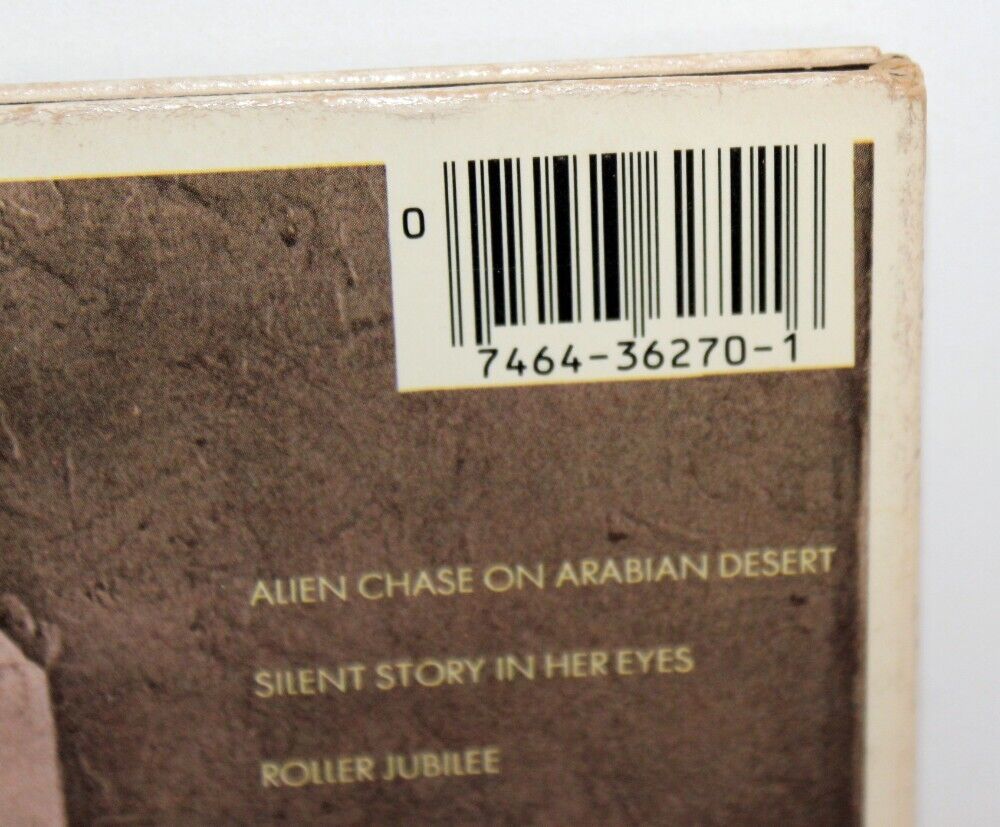 0
7464-36270-1
ALIEN CHASE ON ARABIAN DESERT
SILENT STORY IN HER EYES
ROLLER JUBILEE